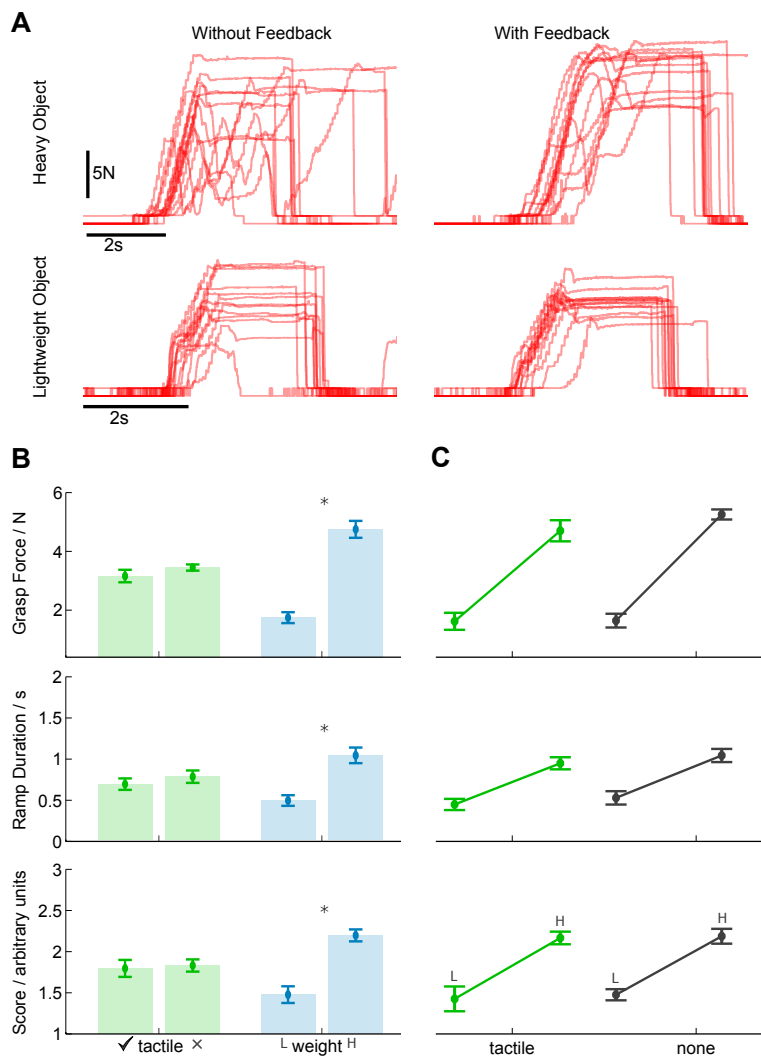 A
Without Feedback
With Feedback
Heavy Object
5N
2s
Lightweight Object
2s
B
C
Grasp Force / N
6
4
2
*
Ramp Duration / s
2
1.5
1
0.5
0
*
Score / arbitrary units
3
2.5
2
1.5
1
*
L
H
L
H
✓ tactile ×
L weight H
tactile
none